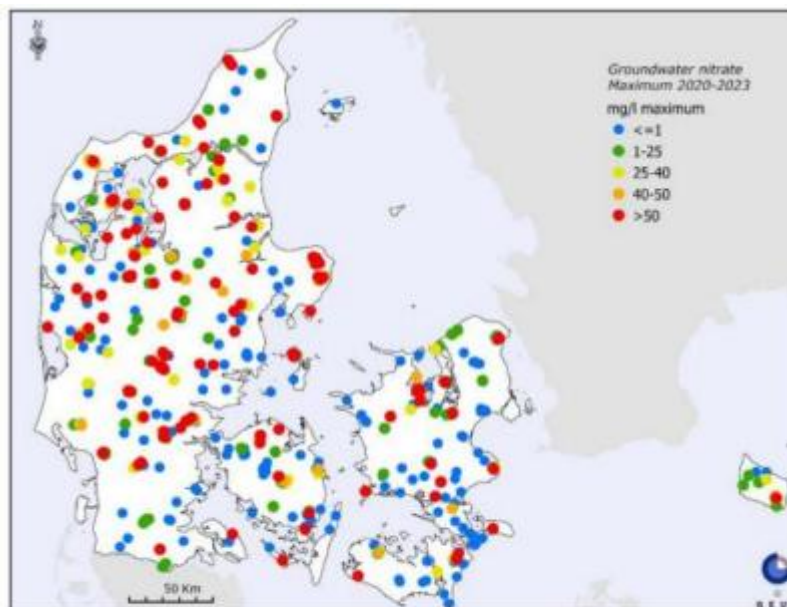 N
Groundwater nitrate
Maximum 2020-2023
mg/l maximum
<=1
1-25
25-40
40-50
>50
50 Km